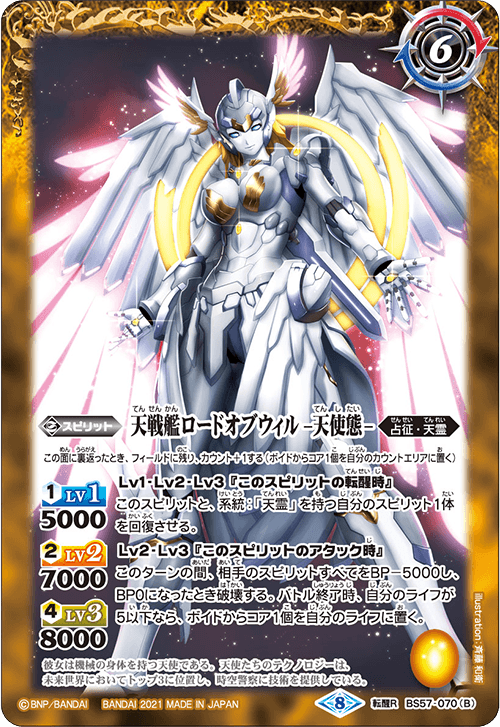 6
スピリット
天戦艦ロードオブウィル -天使態-
占征・天霊
この面に裏返ったとき、フィールドに残り、カウント+1する(ボイドからコア1個を自分のカウントエリアに置く)
1 LV1 5000
Lv1・Lv2・Lv3『このスピリットの転醒時』
このスピリットと、系統:「天霊」を持つ自分のスピリット1体
を回復させる。
2 LV2 7000
Lv2・Lv3『このスピリットのアタック時』
このターンの間、相手のスピリットすべてをBP-5000し、
BP0になったとき破壊する。バトル終了時、自分のライフが
5以下なら、ボイドからコア1個を自分のライフに置く。
4 LV3 8000
彼女は機械の身体を持つ天使である。天使たちのテクノロジーは、
未来世界においてトップ3に位置し、時空警察に技術を提供している。
illustration:斎藤和衛
©BNP/BANDAI BANDAI 2021 MADE IN JAPAN
8 転醒R BS57-070(B)